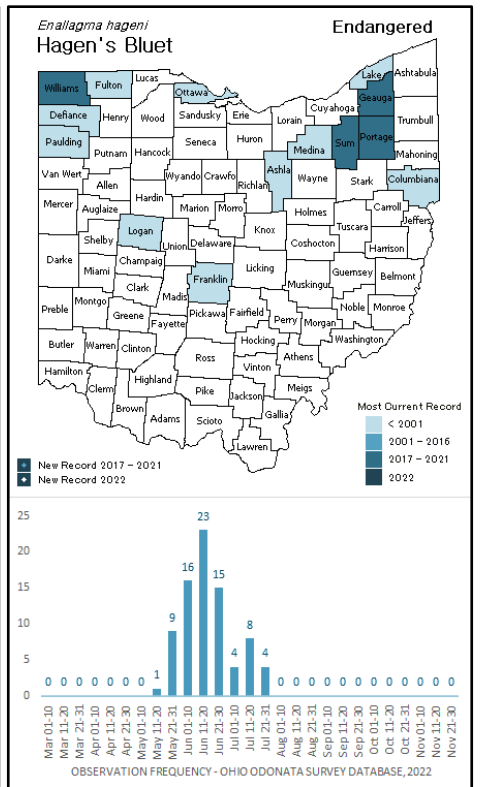 Enallagma hageni
Hagen's Bluet
Endangered
Williams
Fulton
Lucas
Ottawa
Lake
Ashtabula
Geauga
Defiance
Henry
Wood
Sandusky
Erie
Lorain
Cuyahoga
Trumbull
Paulding
Putnam
Hancock
Seneca
Huron
Medina
Sum
Portage
Mahoning
Van Wert
Allen
Wyando
Crawfo
Richlan
Ashla
Wayne
Stark
Columbiana
Mercer
Auglaize
Hardin
Marion
Morro
Holmes
Carroll
Jeffers
Tuscara
Logan
Shelby
Union
Delaware
Knox
Coshocton
Harrison
Darke
Miami
Champaig
Licking
Muskingu
Guernsey
Belmont
Clark
Madis
Franklin
Preble
Montgo
Greene
Fayette
Pickawa
Fairfield
Perry
Morgan
Noble
Monroe
Washington
Butler
Warren
Clinton
Ross
Hocking
Athens
Vinton
Hamilton
Clerm
Highland
Pike
Jackson
Meigs
Brown
Adams
Scioto
Gallia
Lawren
Most Current Record
< 2001
2001 – 2016
2017 – 2021
2022
New Record 2017 – 2021
New Record 2022
25
20
15
10
5
0
0 0 0 0 0 0 0 1 9 16 23 15 4 8 4 0 0 0 0 0 0 0 0 0 0 0 0
Mar 01-10
Mar 11-20
Mar 21-31
Apr 01-10
Apr 11-20
Apr 21-30
May 01-10
May 11-20
May 21-31
Jun 01-10
Jun 11-20
Jun 21-30
Jul 01-10
Jul 11-20
Jul 21-31
Aug 01-10
Aug 11-20
Aug 21-31
Sep 01-10
Sep 11-20
Sep 21-30
Oct 01-10
Oct 11-20
Oct 21-31
Nov 01-10
Nov 11-20
Nov 21-30
OBSERVATION FREQUENCY - OHIO ODONATA SURVEY DATABASE, 2022